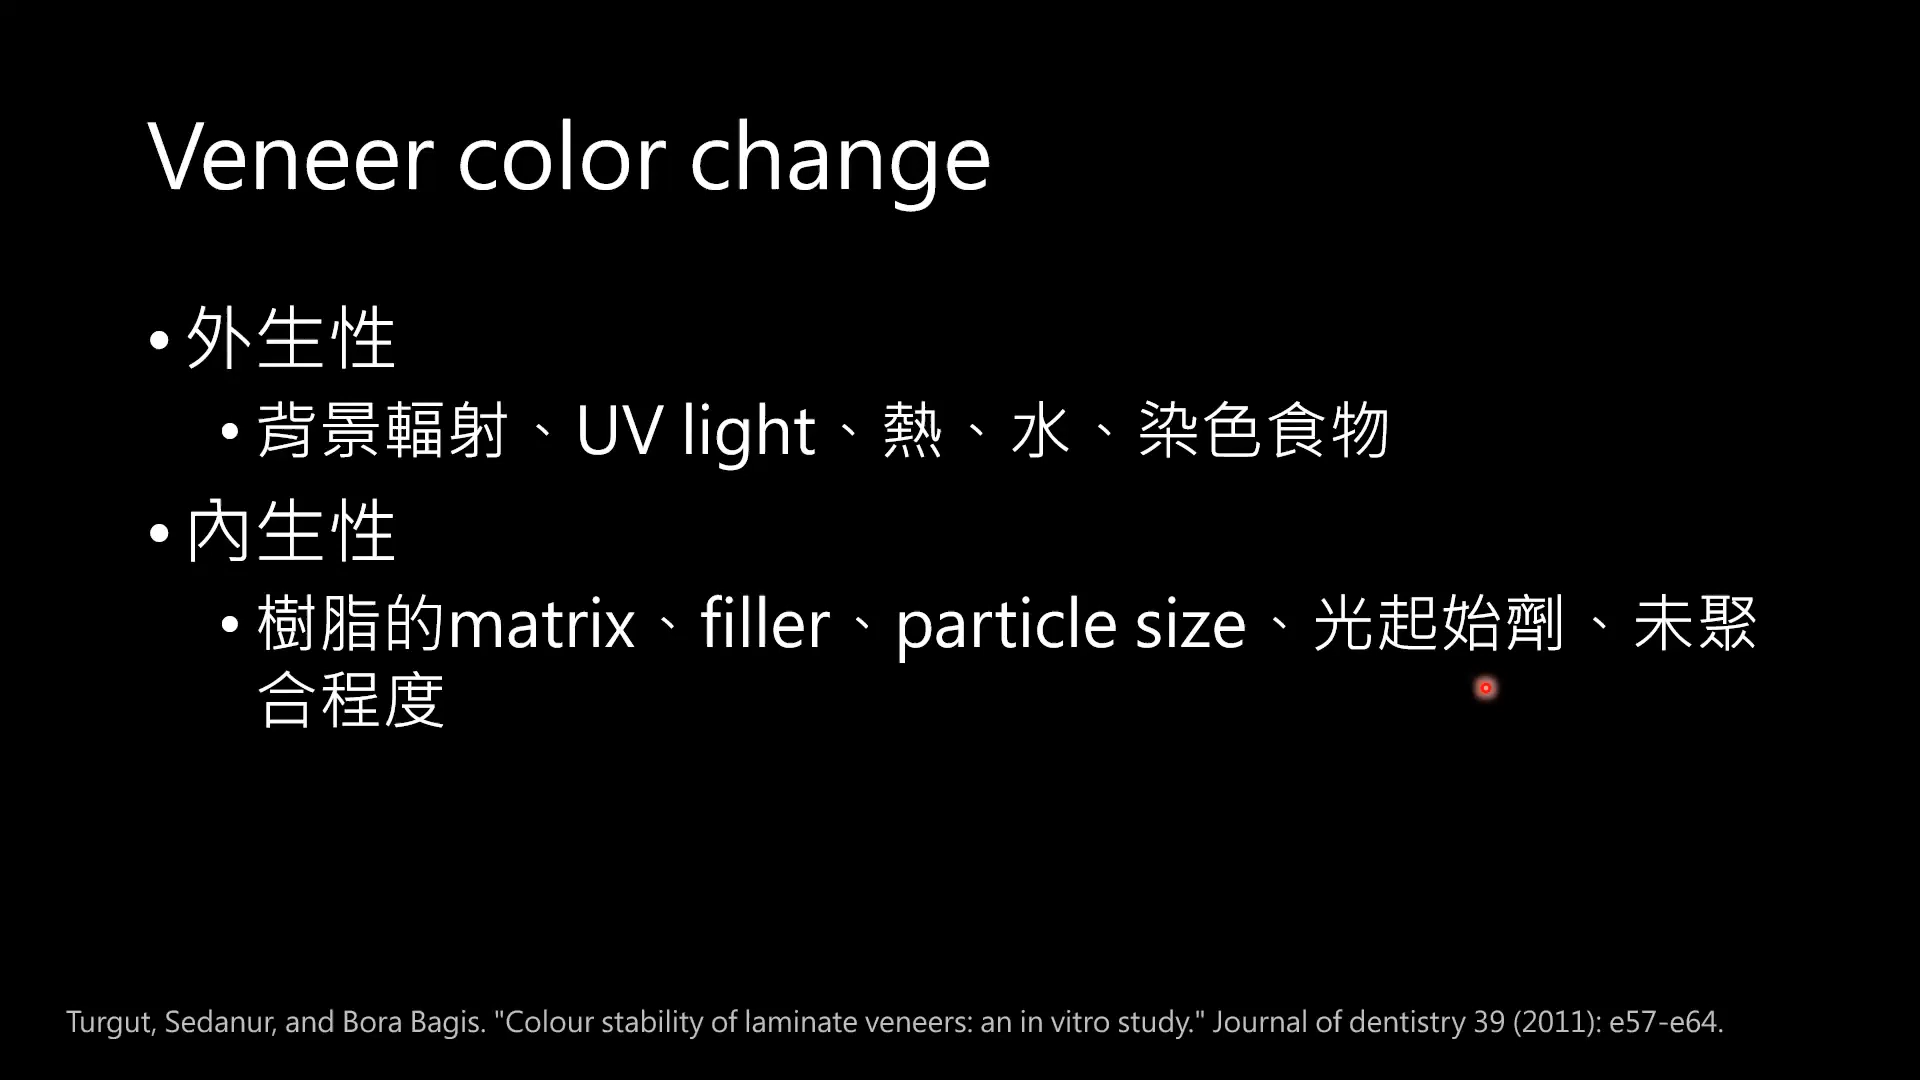 Veneer color change
• 外生性
• 背景輻射、UV light、熱、水、染色食物
• 內生性
• 樹脂的matrix、filler、particle size、光起始劑、未聚
合程度
Turgut, Sedanur, and Bora Bagis. "Colour stability of laminate veneers: an in vitro study." Journal of dentistry 39 (2011): e57-e64.